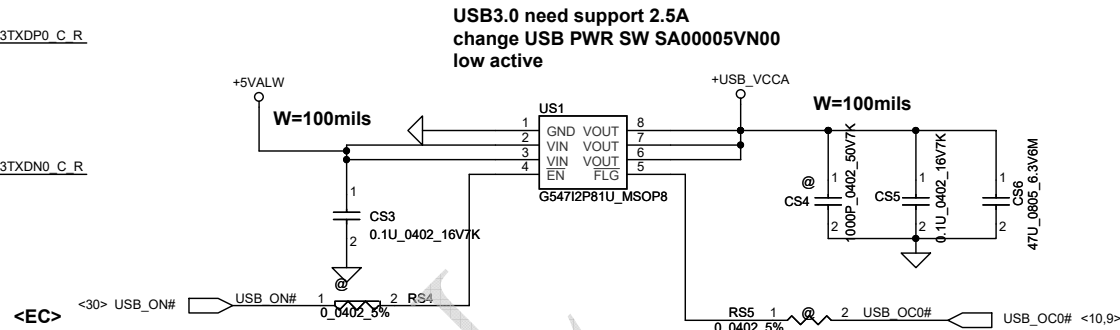 USB3.0 need support 2.5A
change USB PWR SW SA00005VN00
low active
3TXDP0_C_R
+5VALW
W=100mils
+USB_VCCA
W=100mils
US1
1 GND VOUT 8
2 VIN VOUT 7
3 VIN VOUT 6
4 EN FLG 5
G547I2P81U_MSOP8
3TXDN0_C_R
1
CS3
2
0.1U_0402_16V7K
@
1
CS4
2
1000P_0402_50V7K
1
CS5
2
0.1U_0402_16V7K
1
CS6
2
47U_0805_6.3V6M
<EC>
<30> USB_ON#
USB_ON#
1
@
2
RS4
0_0402_5%
RS5
1
@
2
0_0402_5%
USB_OC0#
USB_OC0# <10,9>